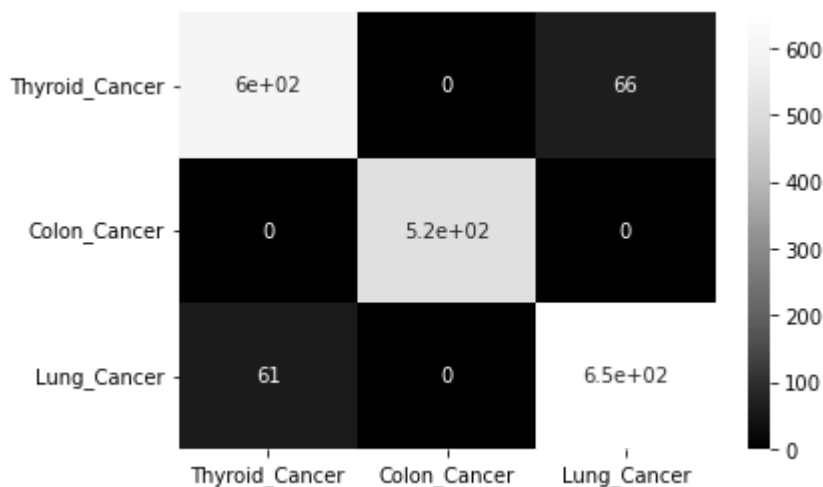 Thyroid_Cancer 6e+02 0 66
Colon_Cancer 0 5.2e+02 0
Lung_Cancer 61 0 6.5e+02
Thyroid_Cancer Colon_Cancer Lung_Cancer
600
500
400
300
200
100
0